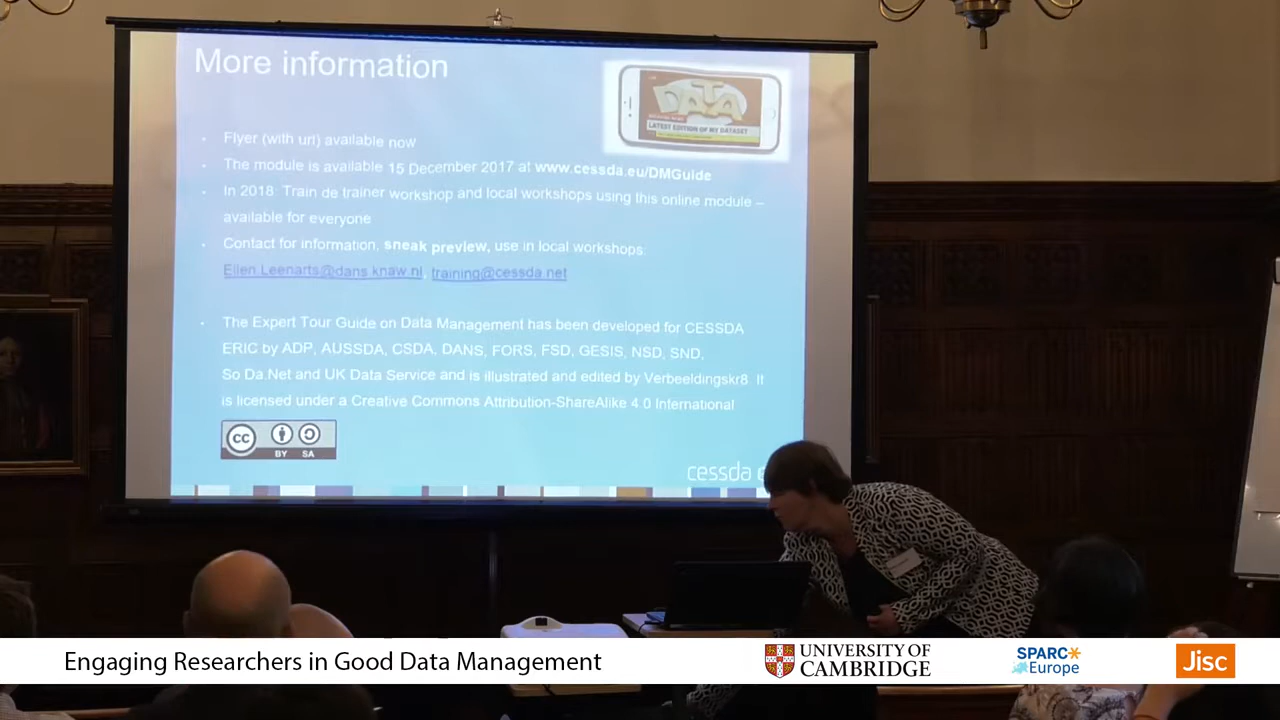 More information
DATA
LATEST EDITION OF MY DATASET
Flyer (with url) available now
The module is available 15 December 2017 at www.cessda.eu/DMGuide
In 2018: Train de trainer workshop and local workshops using this online module –
available for everyone
Contact for information, sneak preview, use in local workshops:
Ellen.Leenarts@dans.knaw.nl, training@cessda.net
The Expert Tour Guide on Data Management has been developed for CESSDA
ERIC by ADP, AUSSDA, CSDA, DANS, FORS, FSD, GESIS, NSD, SND,
So Da.Net and UK Data Service and is illustrated and edited by Verbeeldingskr8 It
is licensed under a Creative Commons Attribution-ShareAlike 4.0 International
cc
BY SA
cessda
Engaging Researchers in Good Data Management
UNIVERSITY OF
CAMBRIDGE
SPARC*
Europe
Jisc